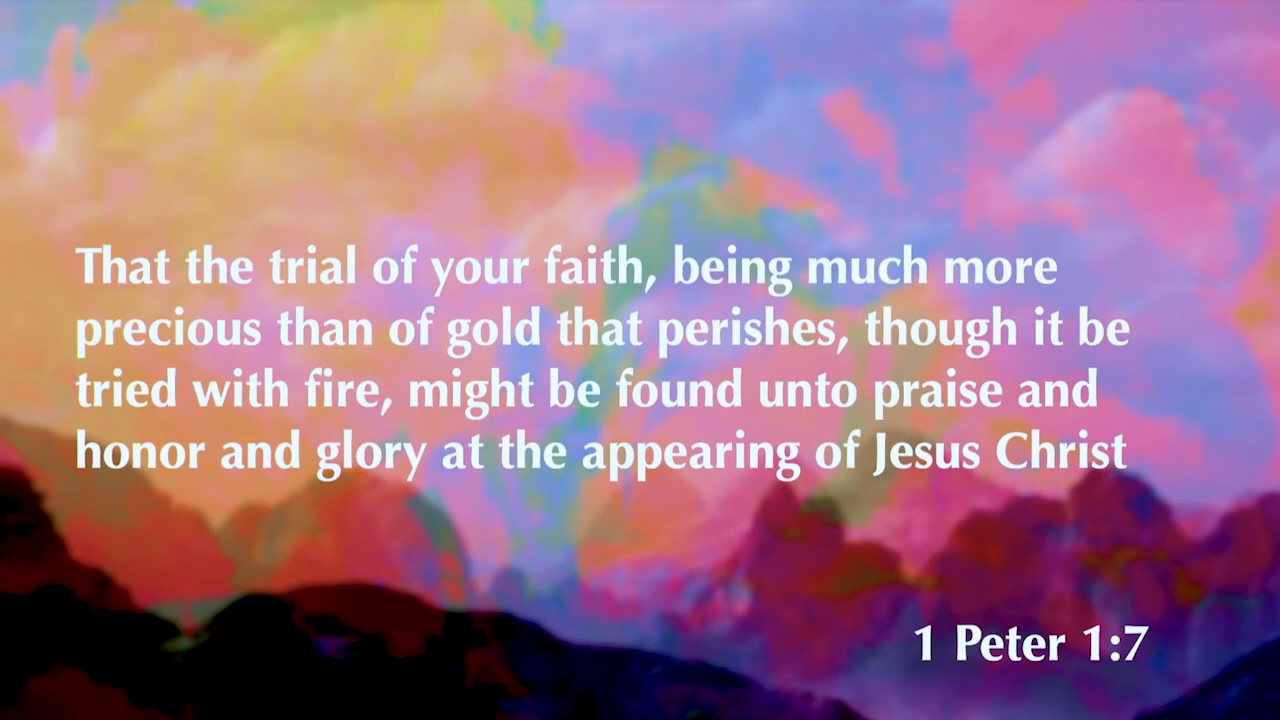 That the trial of your faith, being much more
precious than of gold that perishes, though it be
tried with fire, might be found unto praise and
honor and glory at the appearing of Jesus Christ
1 Peter 1:7